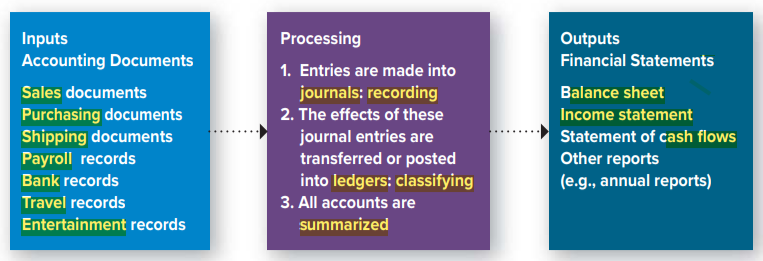 Inputs
Accounting Documents
Sales documents
Purchasing documents
Shipping documents
Payroll records
Bank records
Travel records
Entertainment records
Processing
1. Entries are made into
journals: recording
2. The effects of these
journal entries are
transferred or posted
into ledgers: classifying
3. All accounts are
summarized
Outputs
Financial Statements
Balance sheet
Income statement
Statement of cash flows
Other reports
(e.g., annual reports)